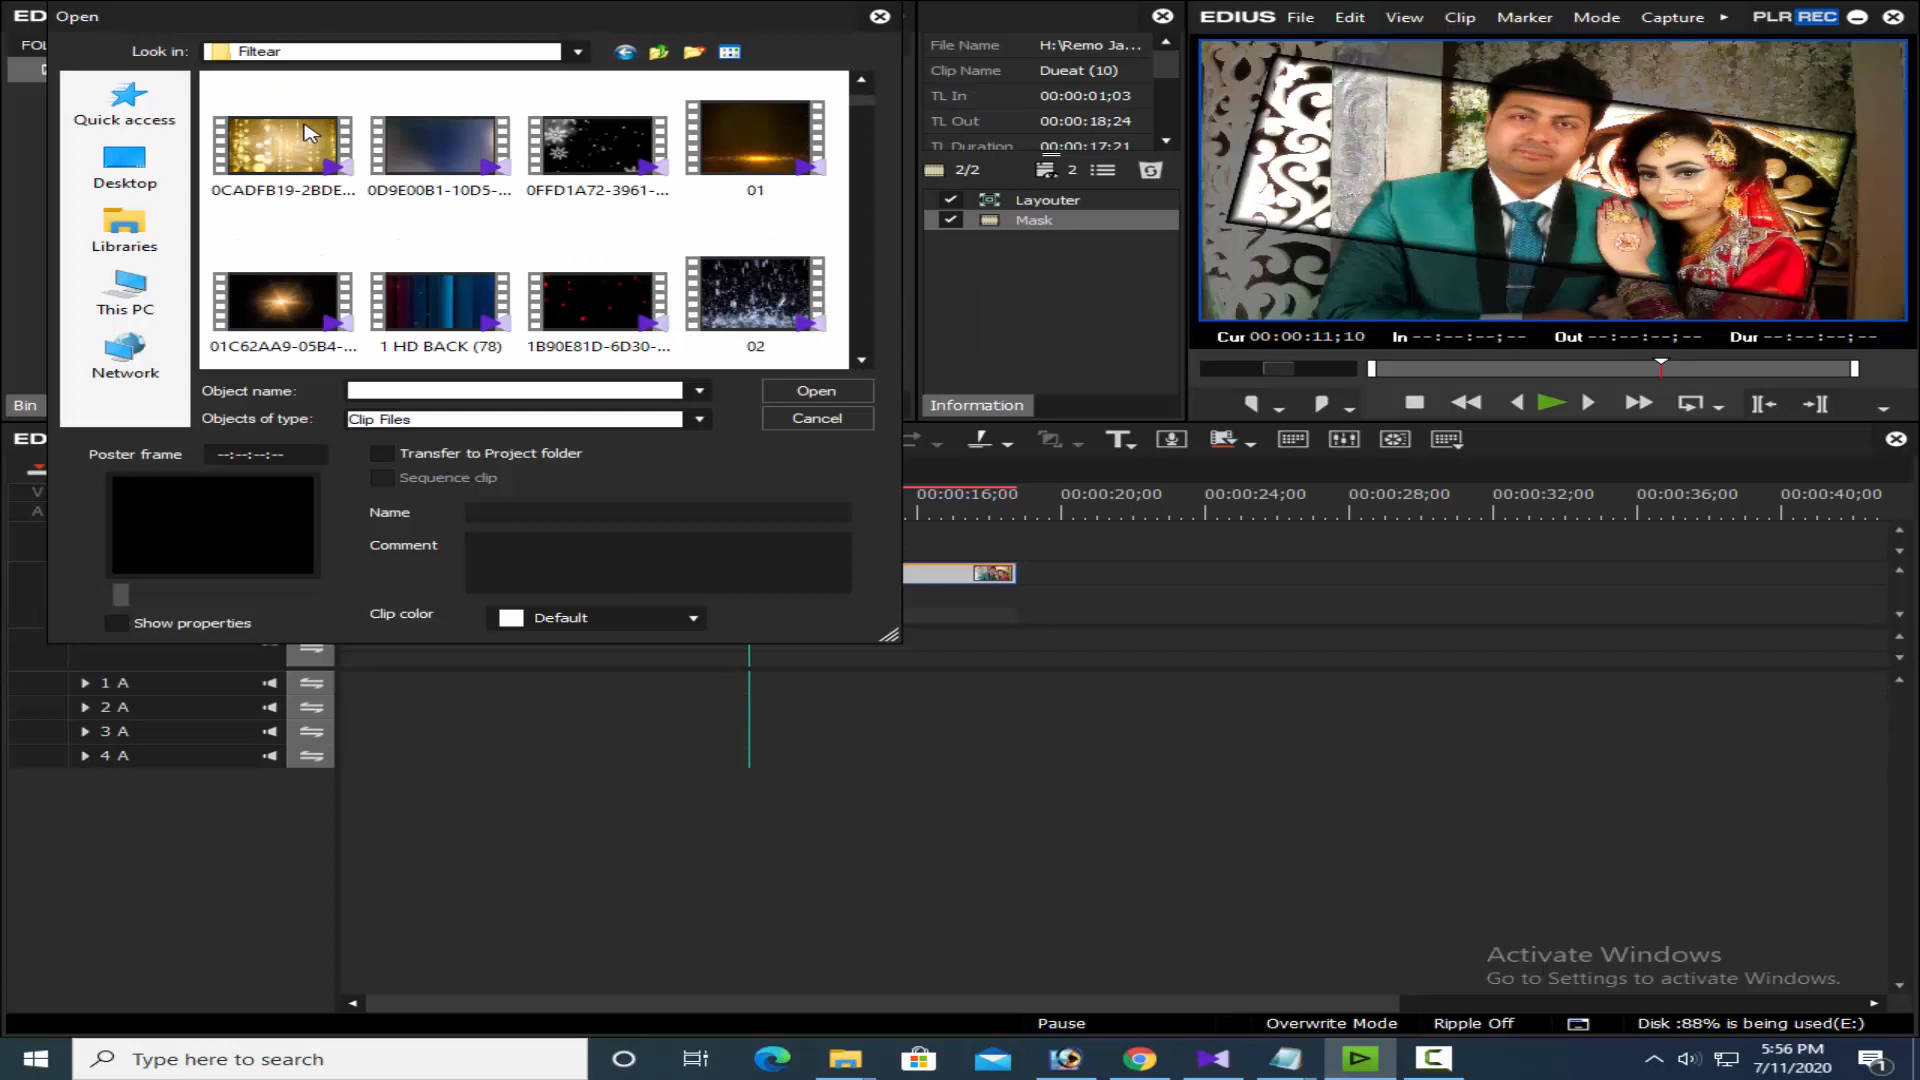 ED
Open
FOL
Look in:
Filtear
Quick access
Desktop
Libraries
This PC
Network
0CADFB19-2BDE...
0D9E00B1-10D5-...
0FFD1A72-3961-...
01
01C62AA9-05B4-...
1 HD BACK (78)
1B90E81D-6D30-...
02
Object name:
Open
Objects of type:
Clip Files
Cancel
Poster frame
--:--:--:--
Transfer to Project folder
Sequence clip
Name
Comment
Clip color
Default
Show properties
Bin
File Name
H:\Remo Ja...
Clip Name
Dueat (10)
TL In
00:00:01;03
TL Out
00:00:18;24
TL Duration
00:00:17;21
2/2
2
Layouter
Mask
Information
EDIUS
File
Edit
View
Clip
Marker
Mode
Capture
PLR
REC
Cur 00:00:11;10
In --:--:--;--
Out --:--:--;--
Dur --:--:--;--
ED
V
A
00:00:16;00
00:00:20;00
00:00:24;00
00:00:28;00
00:00:32;00
00:00:36;00
00:00:40;00
1 A
2 A
3 A
4 A
Activate Windows
Go to Settings to activate Windows.
Pause
Overwrite Mode
Ripple Off
Disk :88% is being used(E:)
Type here to search
5:56 PM
7/11/2020
1